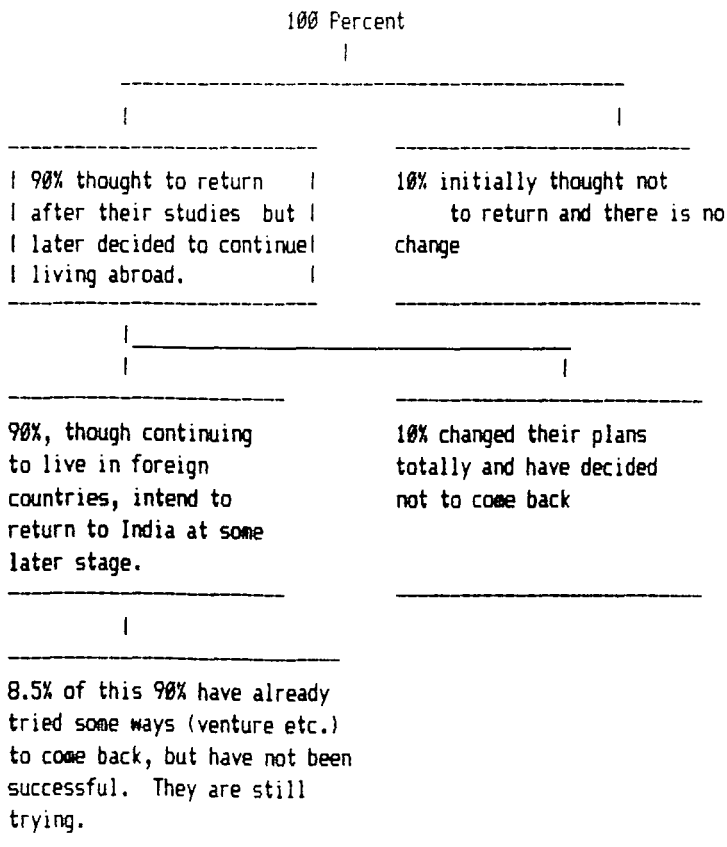 100 Percent
90% thought to return
after their studies but
later decided to continue
living abroad.
10% initially thought not
to return and there is no
change
90%, though continuing
to live in foreign
countries, intend to
return to India at some
later stage.
10% changed their plans
totally and have decided
not to come back
8.5% of this 90% have already
tried some ways (venture etc.)
to come back, but have not been
successful. They are still
trying.